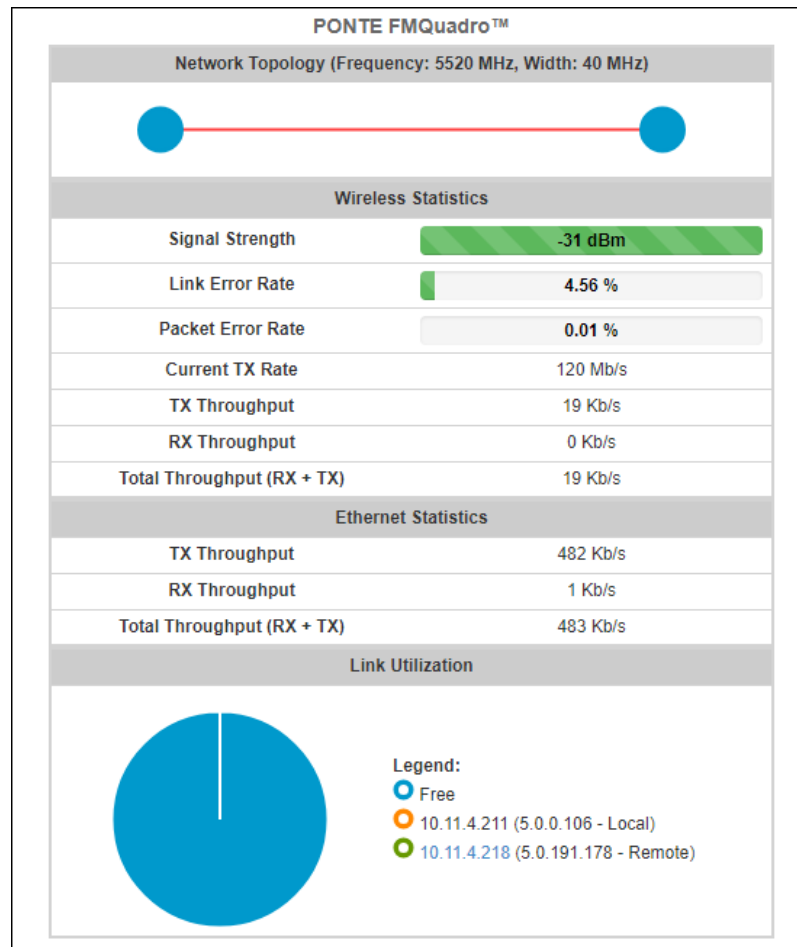 PONTE FMQuadro™
Network Topology (Frequency: 5520 MHz, Width: 40 MHz)
Wireless Statistics
Signal Strength -31 dBm
Link Error Rate 4.56 %
Packet Error Rate 0.01 %
Current TX Rate 120 Mb/s
TX Throughput 19 Kb/s
RX Throughput 0 Kb/s
Total Throughput (RX + TX) 19 Kb/s
Ethernet Statistics
TX Throughput 482 Kb/s
RX Throughput 1 Kb/s
Total Throughput (RX + TX) 483 Kb/s
Link Utilization
Legend:
Free
10.11.4.211 (5.0.0.106 - Local)
10.11.4.218 (5.0.191.178 - Remote)